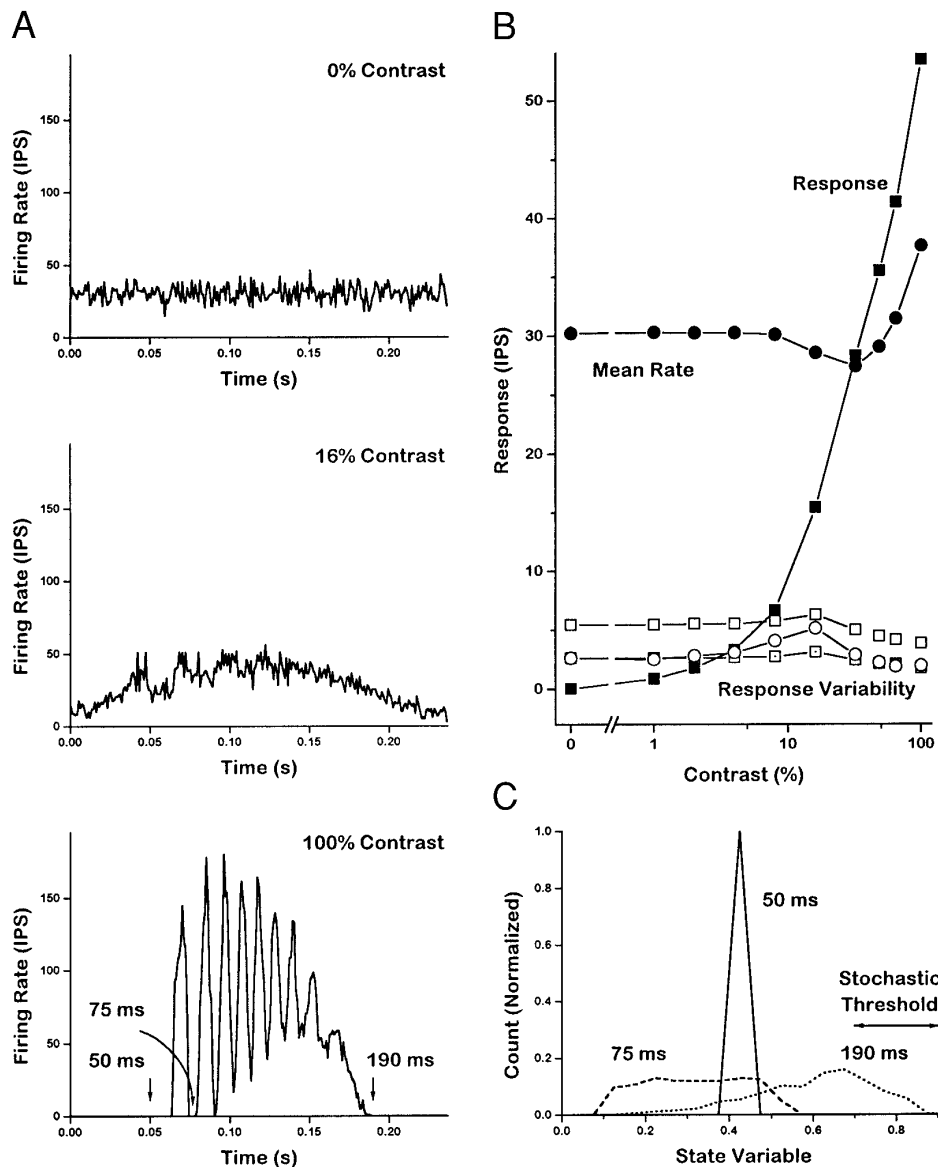 A
0% Contrast
Firing Rate (IPS)
150
100
50
0
0.00 0.05 0.10 0.15 0.20
Time (s)
16% Contrast
Firing Rate (IPS)
150
100
50
0
0.00 0.05 0.10 0.15 0.20
Time (s)
100% Contrast
Firing Rate (IPS)
150
100
50
0
75 ms
50 ms
190 ms
0.00 0.05 0.10 0.15 0.20
Time (s)
B
Response (IPS)
50
40
30
20
10
0
Response
Mean Rate
Response Variability
0 1 10 100
Contrast (%)
C
Count (Normalized)
1.0
0.8
0.6
0.4
0.2
0.0
50 ms
Stochastic
Threshold
75 ms
190 ms
0.0 0.2 0.4 0.6 0.8
State Variable